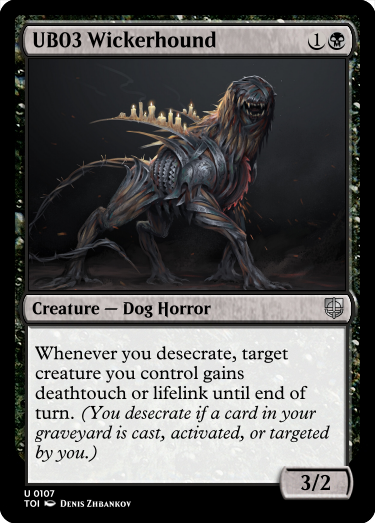 UB03 Wickerhound 1
Creature — Dog Horror
Whenever you desecrate, target
creature you control gains
deathtouch or lifelink until end of
turn. (You desecrate if a card in your
graveyard is cast, activated, or targeted
by you.)
3/2
U 0107
TOI Denis Zhbankov